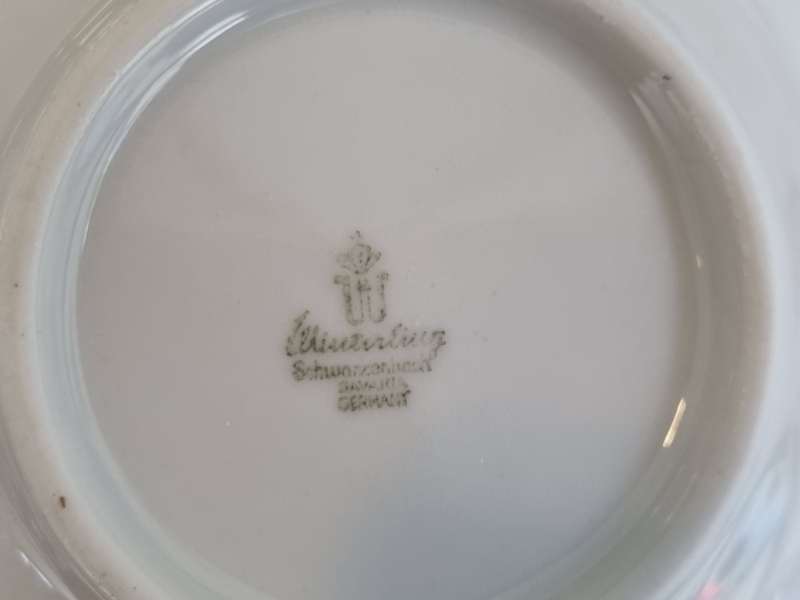 Winterling
Schwarzenbach
BAVARIA
GERMANY